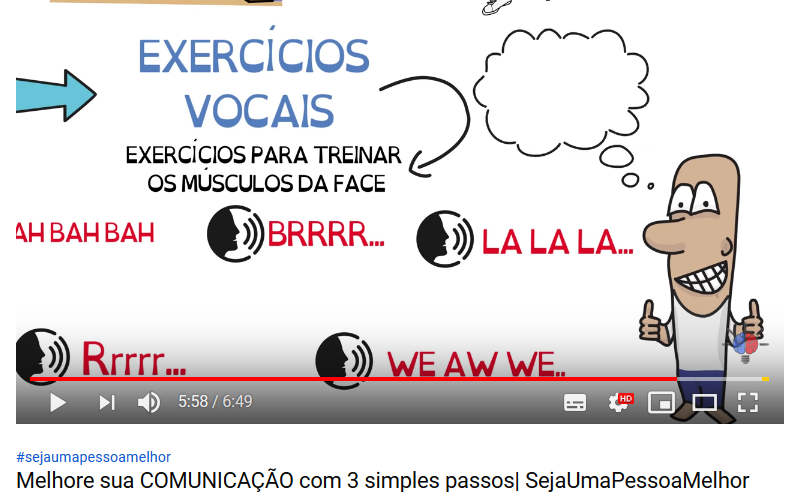 EXERCÍCIOS
VOCAIS
EXERCÍCIOS PARA TREINAR
OS MÚSCULOS DA FACE
AH BAH BAH
BRRRR...
LA LA LA...
Rrrrr...
WE AW WE..
5:58 / 6:49
HD
#sejaumapessoamelhor
Melhore sua COMUNICAÇÃO com 3 simples passos| SejaUmaPessoaMelhor